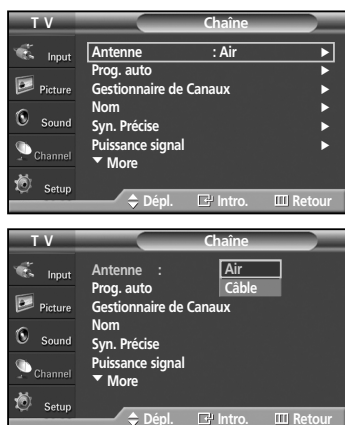 T V Chaîne
Input
Picture
Sound
Channel
Setup
Antenne : Air ►
Prog. auto ►
Gestionnaire de Canaux ►
Nom ►
Syn. Précise ►
Puissance signal ►
▼ More
Dépl. Intro. Retour
T V Chaîne
Input
Picture
Sound
Channel
Setup
Antenne : Air
Prog. auto Câble
Gestionnaire de Canaux
Nom
Syn. Précise
Puissance signal
▼ More
Dépl. Intro. Retour